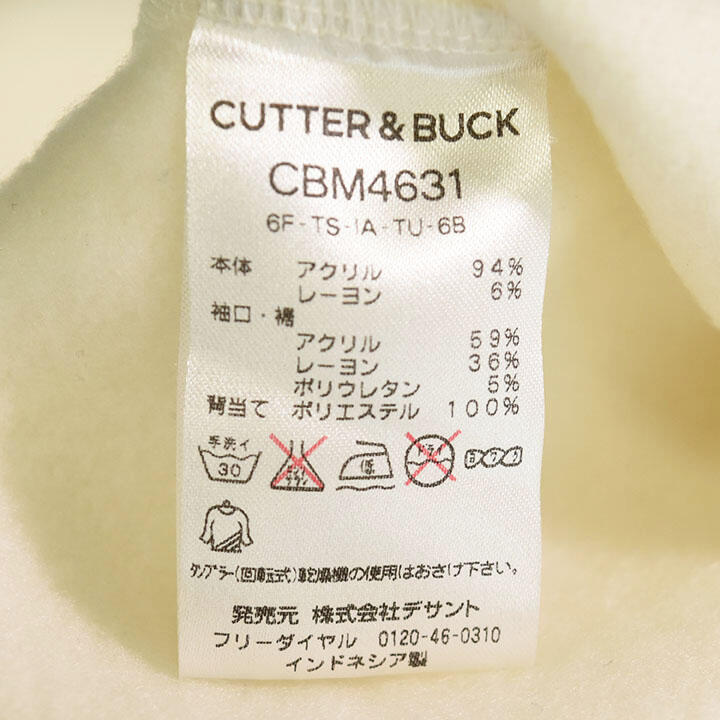 CUTTER & BUCK
CBM4631
6F-TS-IA-TU-6B
本体 アクリル 94%
レーヨン 6%
袖口・裾
アクリル 59%
レーヨン 36%
ポリウレタン 5%
背当て ポリエステル 100%
手洗イ
30
低
ヨワク
タンブラー(回転式)乾燥機の使用はおさけ下さい。
発売元 株式会社デサント
フリーダイヤル 0120-46-0310
インドネシア製